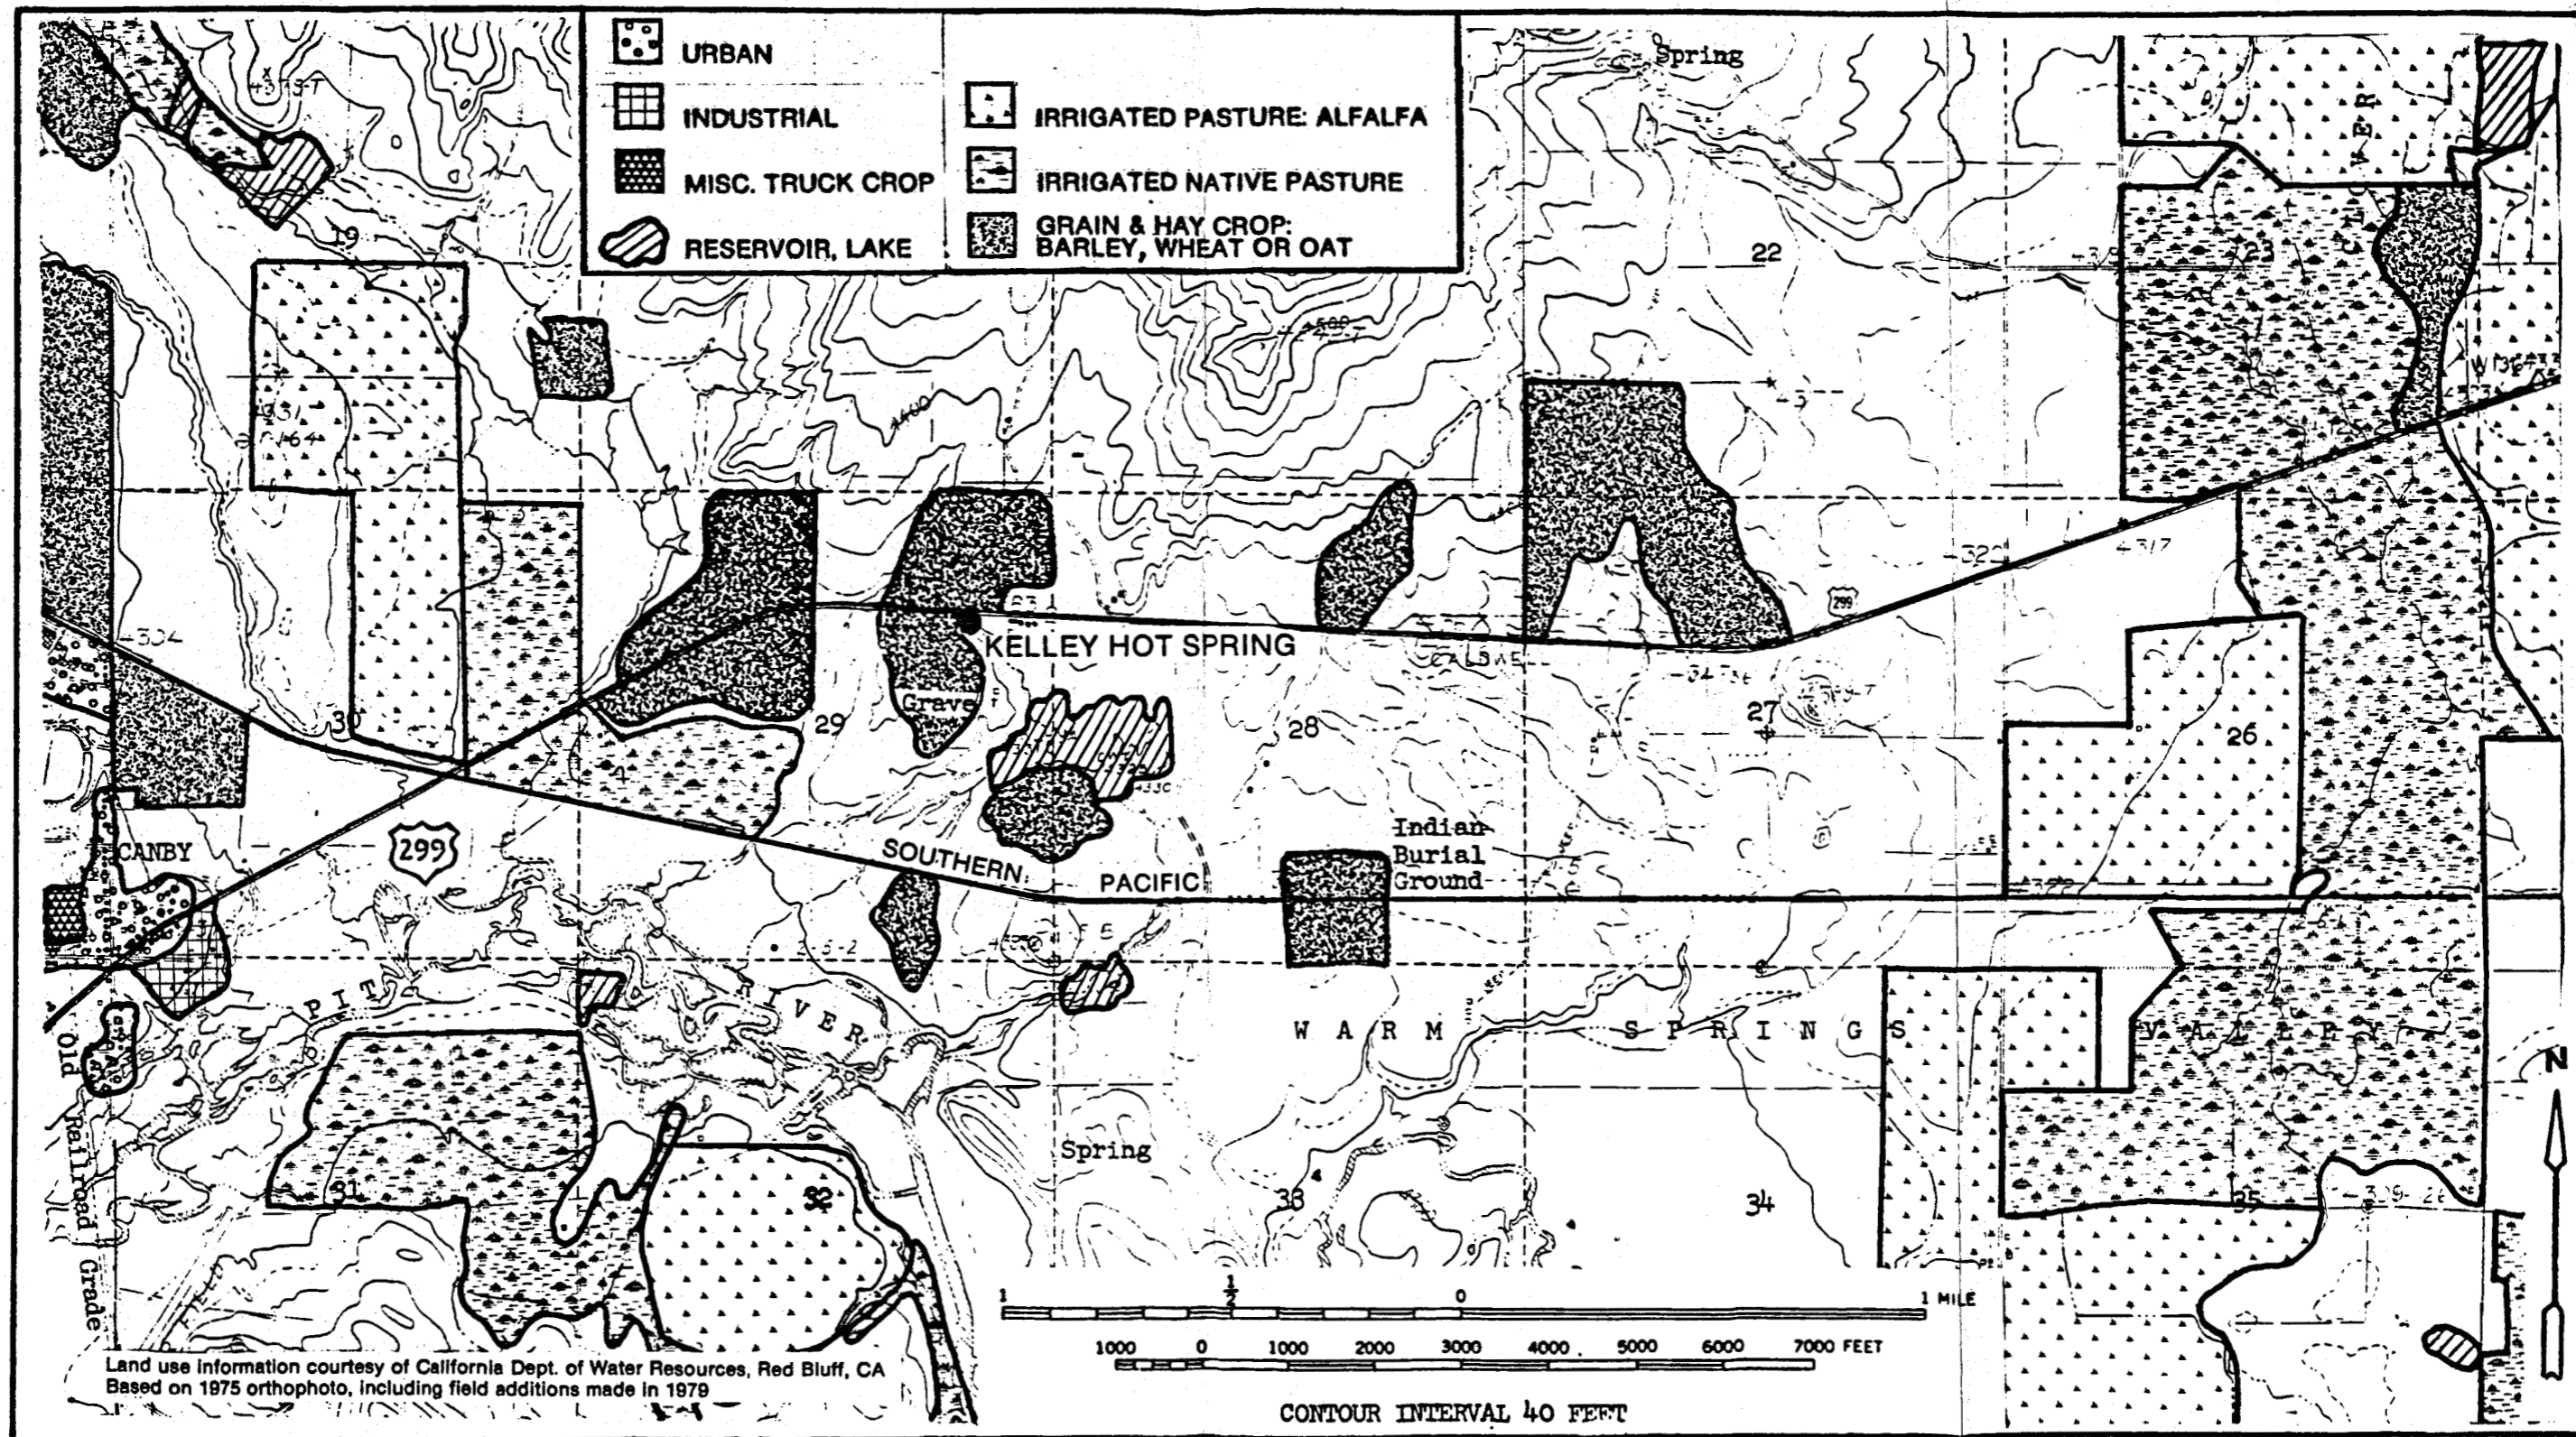 URBAN
INDUSTRIAL
MISC. TRUCK CROP
RESERVOIR, LAKE
IRRIGATED PASTURE: ALFALFA
IRRIGATED NATIVE PASTURE
GRAIN & HAY CROP:
BARLEY, WHEAT OR OAT
Spring
19
22
23
KELLEY HOT SPRING
Grave
299
30
29
28
27
26
CANBY
299
SOUTHERN
PACIFIC
Indian
Burial
Ground
PIT
RIVER
WARM SPRINGS VALLEY
Old Railroad Grade
Spring
31
32
33
34
35
N
1 ½ 0 1 MILE
1000 0 1000 2000 3000 4000 5000 6000 7000 FEET
CONTOUR INTERVAL 40 FEET
Land use information courtesy of California Dept. of Water Resources, Red Bluff, CA
Based on 1975 orthophoto, including field additions made in 1979